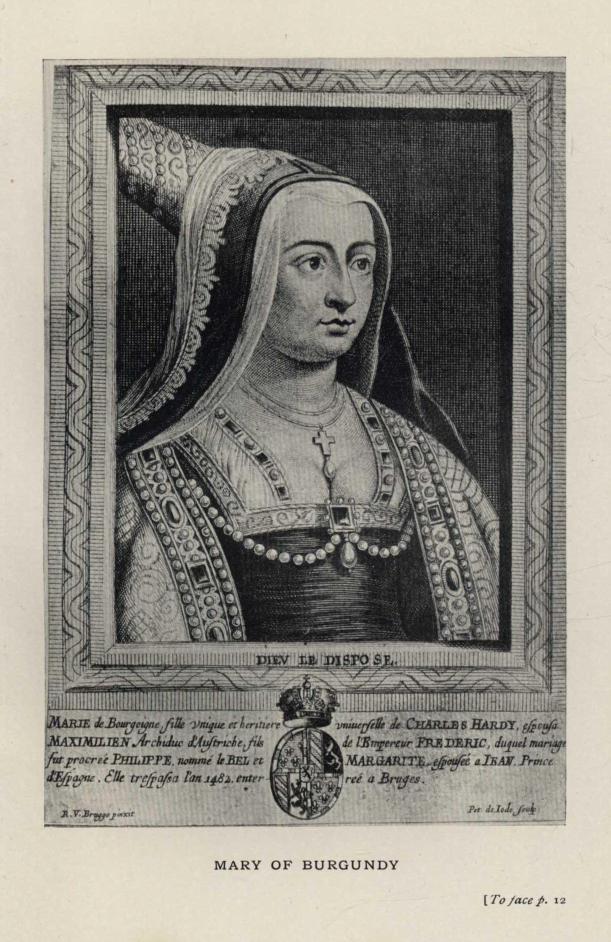 DIEV LE DISPOSE.
MARIE de Bourgeigne, fille vnique et heritiere vniuerselle de CHARLES HARDY, espousa
MAXIMILIEN Archiduc d'Austriche, fils de l'Empereur FREDERIC, duquel mariage
fut procreé PHILIPPE, nommé le BEL et MARGARITE, espouseé a IEAN, Prince
d'Espagne. Elle trespassa l'an 1482. enterreé a Bruges.
R. V. Brugge pinxit
Pet. de Iode sculp
MARY OF BURGUNDY
[To face p. 12